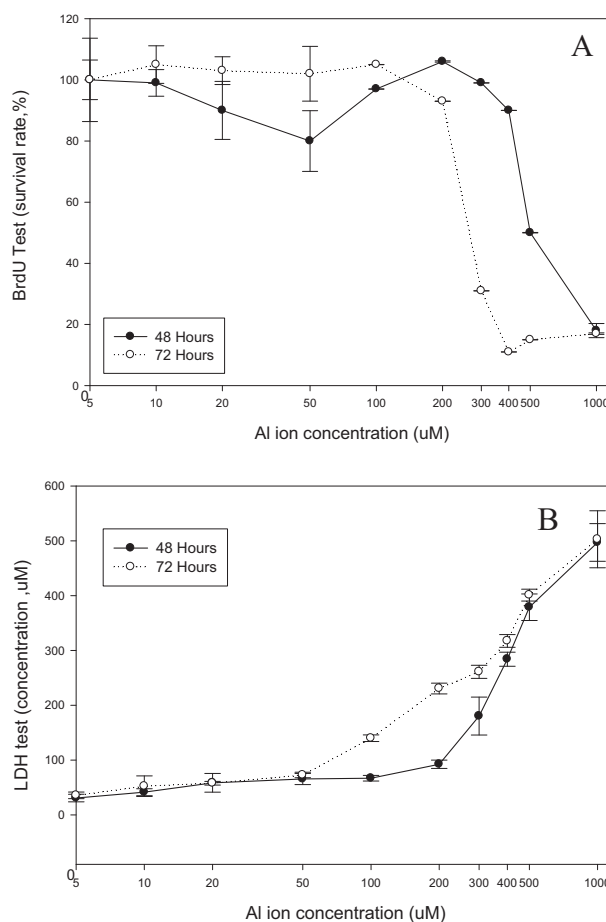 A
BrdU Test (survival rate,%)
120
100
80
60
40
20
0
0
48 Hours
72 Hours
5 10 20 50 100 200 300 400 500 1000
Al ion concentration (uM)
B
LDH test (concentration ,uM)
600
500
400
300
200
100
0
0
48 Hours
72 Hours
5 10 20 50 100 200 300 400 500 1000
Al ion concentration (uM)